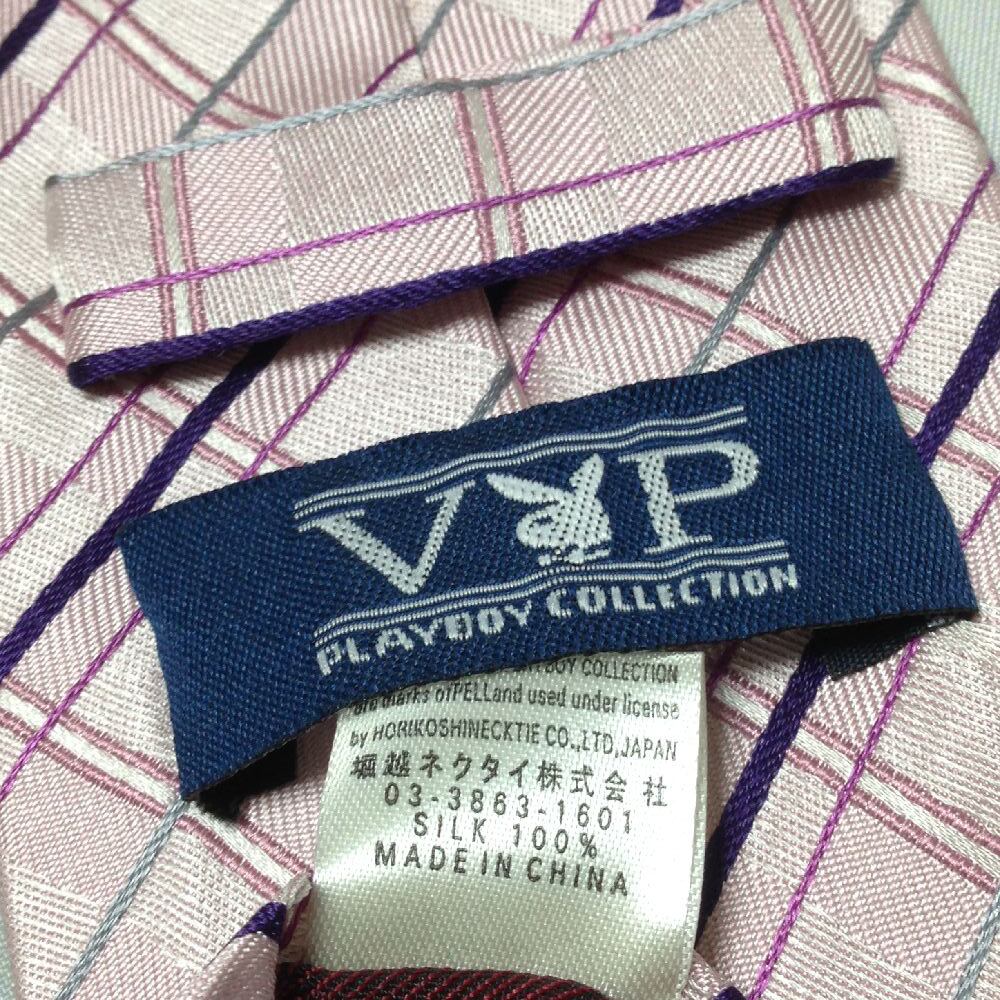 VIP
PLAYBOY COLLECTION
BOY COLLECTION
are marks of PELL and used under license
by HORIKOSHINECKTIE CO.,LTD,JAPAN
堀越ネクタイ株式会社
03-3863-1601
SILK 100%
MADE IN CHINA